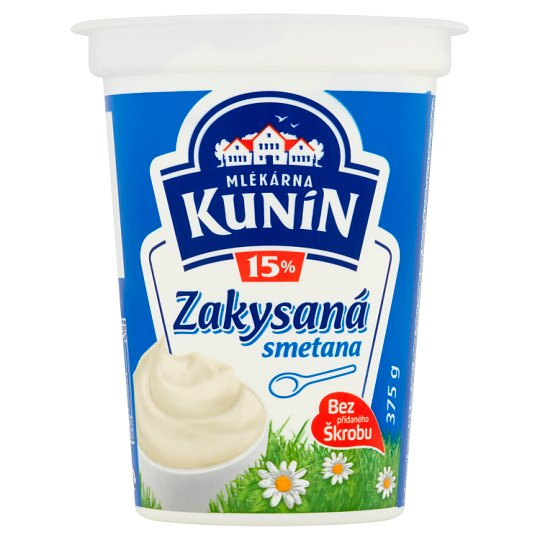 MLÉKÁRNA
KUNÍN
15%
Zakysaná
smetana
Bez
přidaného
Škrobu
375 g